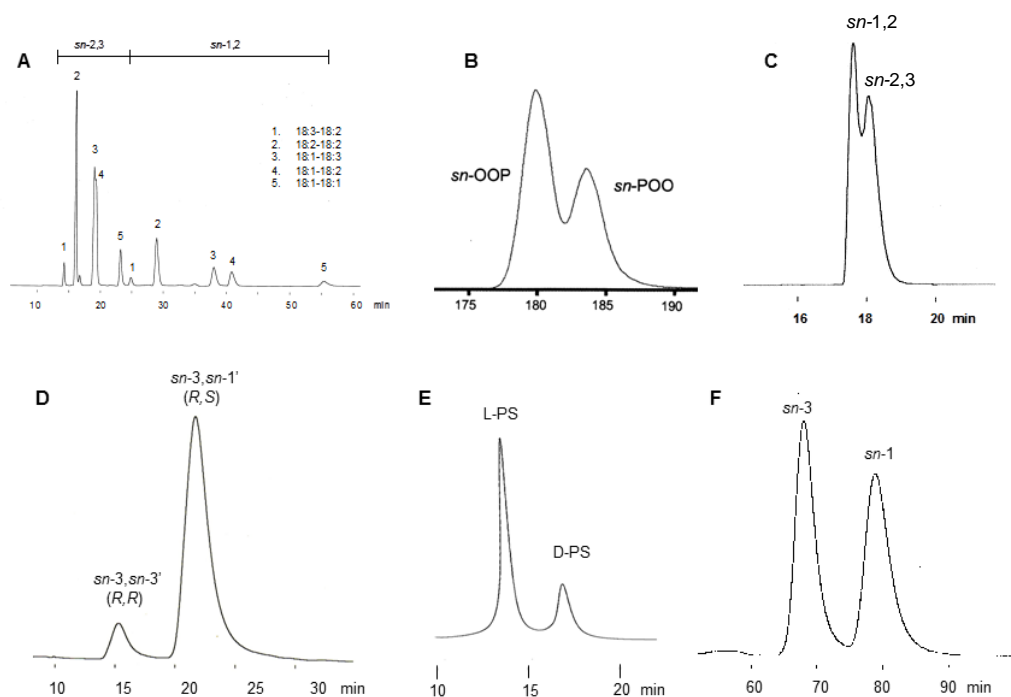 sn-2,3
sn-1,2
A
2
3
4
1
5
1
2
3
4
5
1. 18:3-18:2
2. 18:2-18:2
3. 18:1-18:3
4. 18:1-18:2
5. 18:1-18:1
10 20 30 40 50 60 min
B
sn-OOP
sn-POO
175 180 185 190
sn-1,2
C
sn-2,3
16 18 20 min
D
sn-3,sn-1'
(R,S)
sn-3,sn-3'
(R,R)
10 15 20 25 30 min
E
L-PS
D-PS
10 15 20 min
F
sn-3
sn-1
60 70 80 90 min